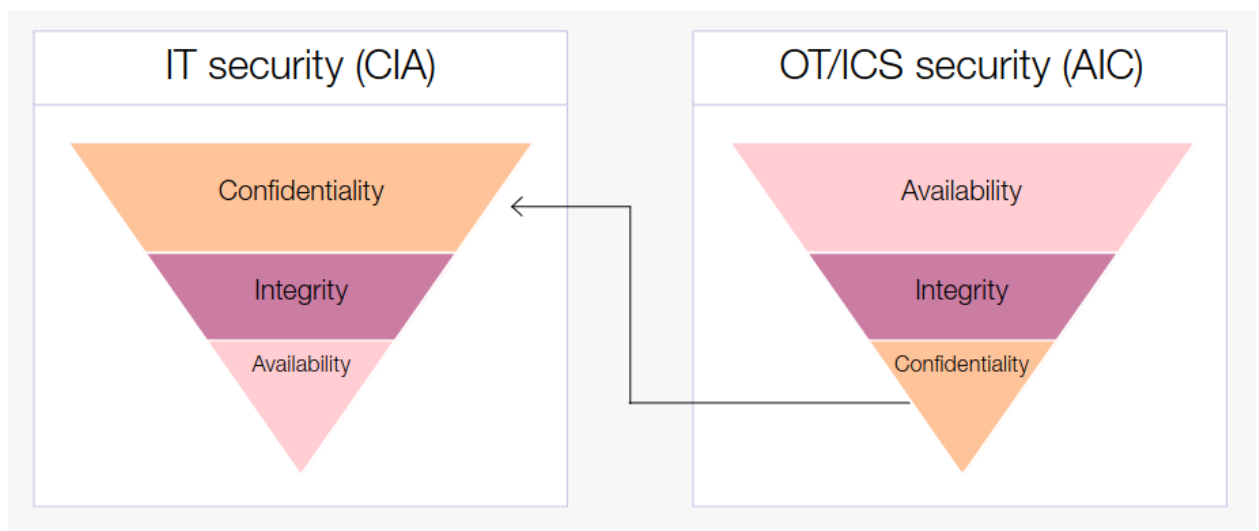 IT security (CIA)
Confidentiality
Integrity
Availability
OT/ICS security (AIC)
Availability
Integrity
Confidentiality